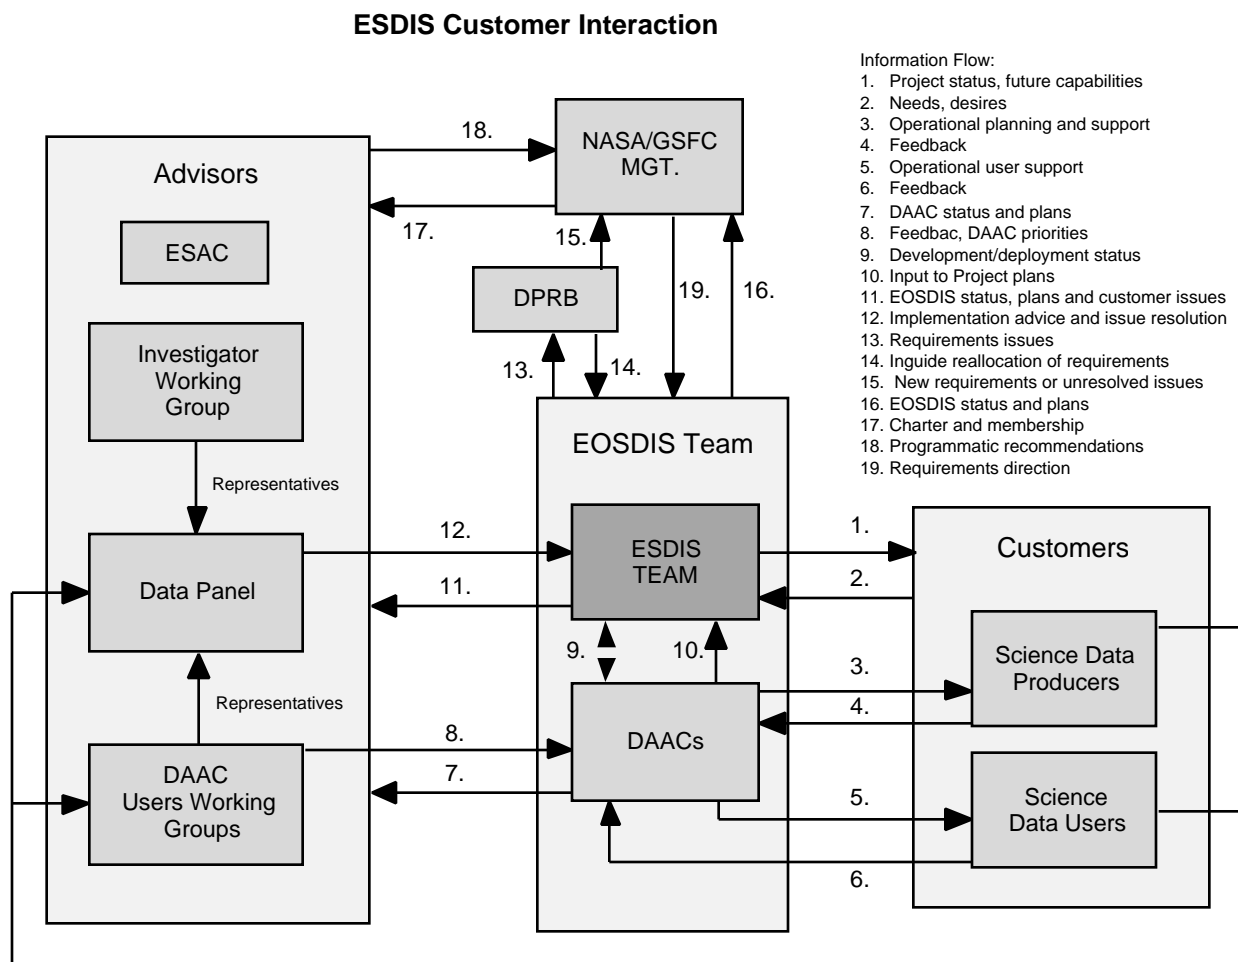 ESDIS Customer Interaction
Information Flow:
1. Project status, future capabilities
2. Needs, desires
3. Operational planning and support
4. Feedback
5. Operational user support
6. Feedback
7. DAAC status and plans
8. Feedbac, DAAC priorities
9. Development/deployment status
10. Input to Project plans
11. EOSDIS status, plans and customer issues
12. Implementation advice and issue resolution
13. Requirements issues
14. Inguide reallocation of requirements
15. New requirements or unresolved issues
16. EOSDIS status and plans
17. Charter and membership
18. Programmatic recommendations
19. Requirements direction
Advisors
ESAC
Investigator
Working
Group
Representatives
Data Panel
Representatives
DAAC
Users Working
Groups
18.
17.
NASA/GSFC
MGT.
15.
DPRB
19.
16.
13.
14.
EOSDIS Team
ESDIS
TEAM
12.
11.
9.
10.
DAACs
8.
7.
1.
2.
3.
4.
5.
6.
Customers
Science Data
Producers
Science
Data Users